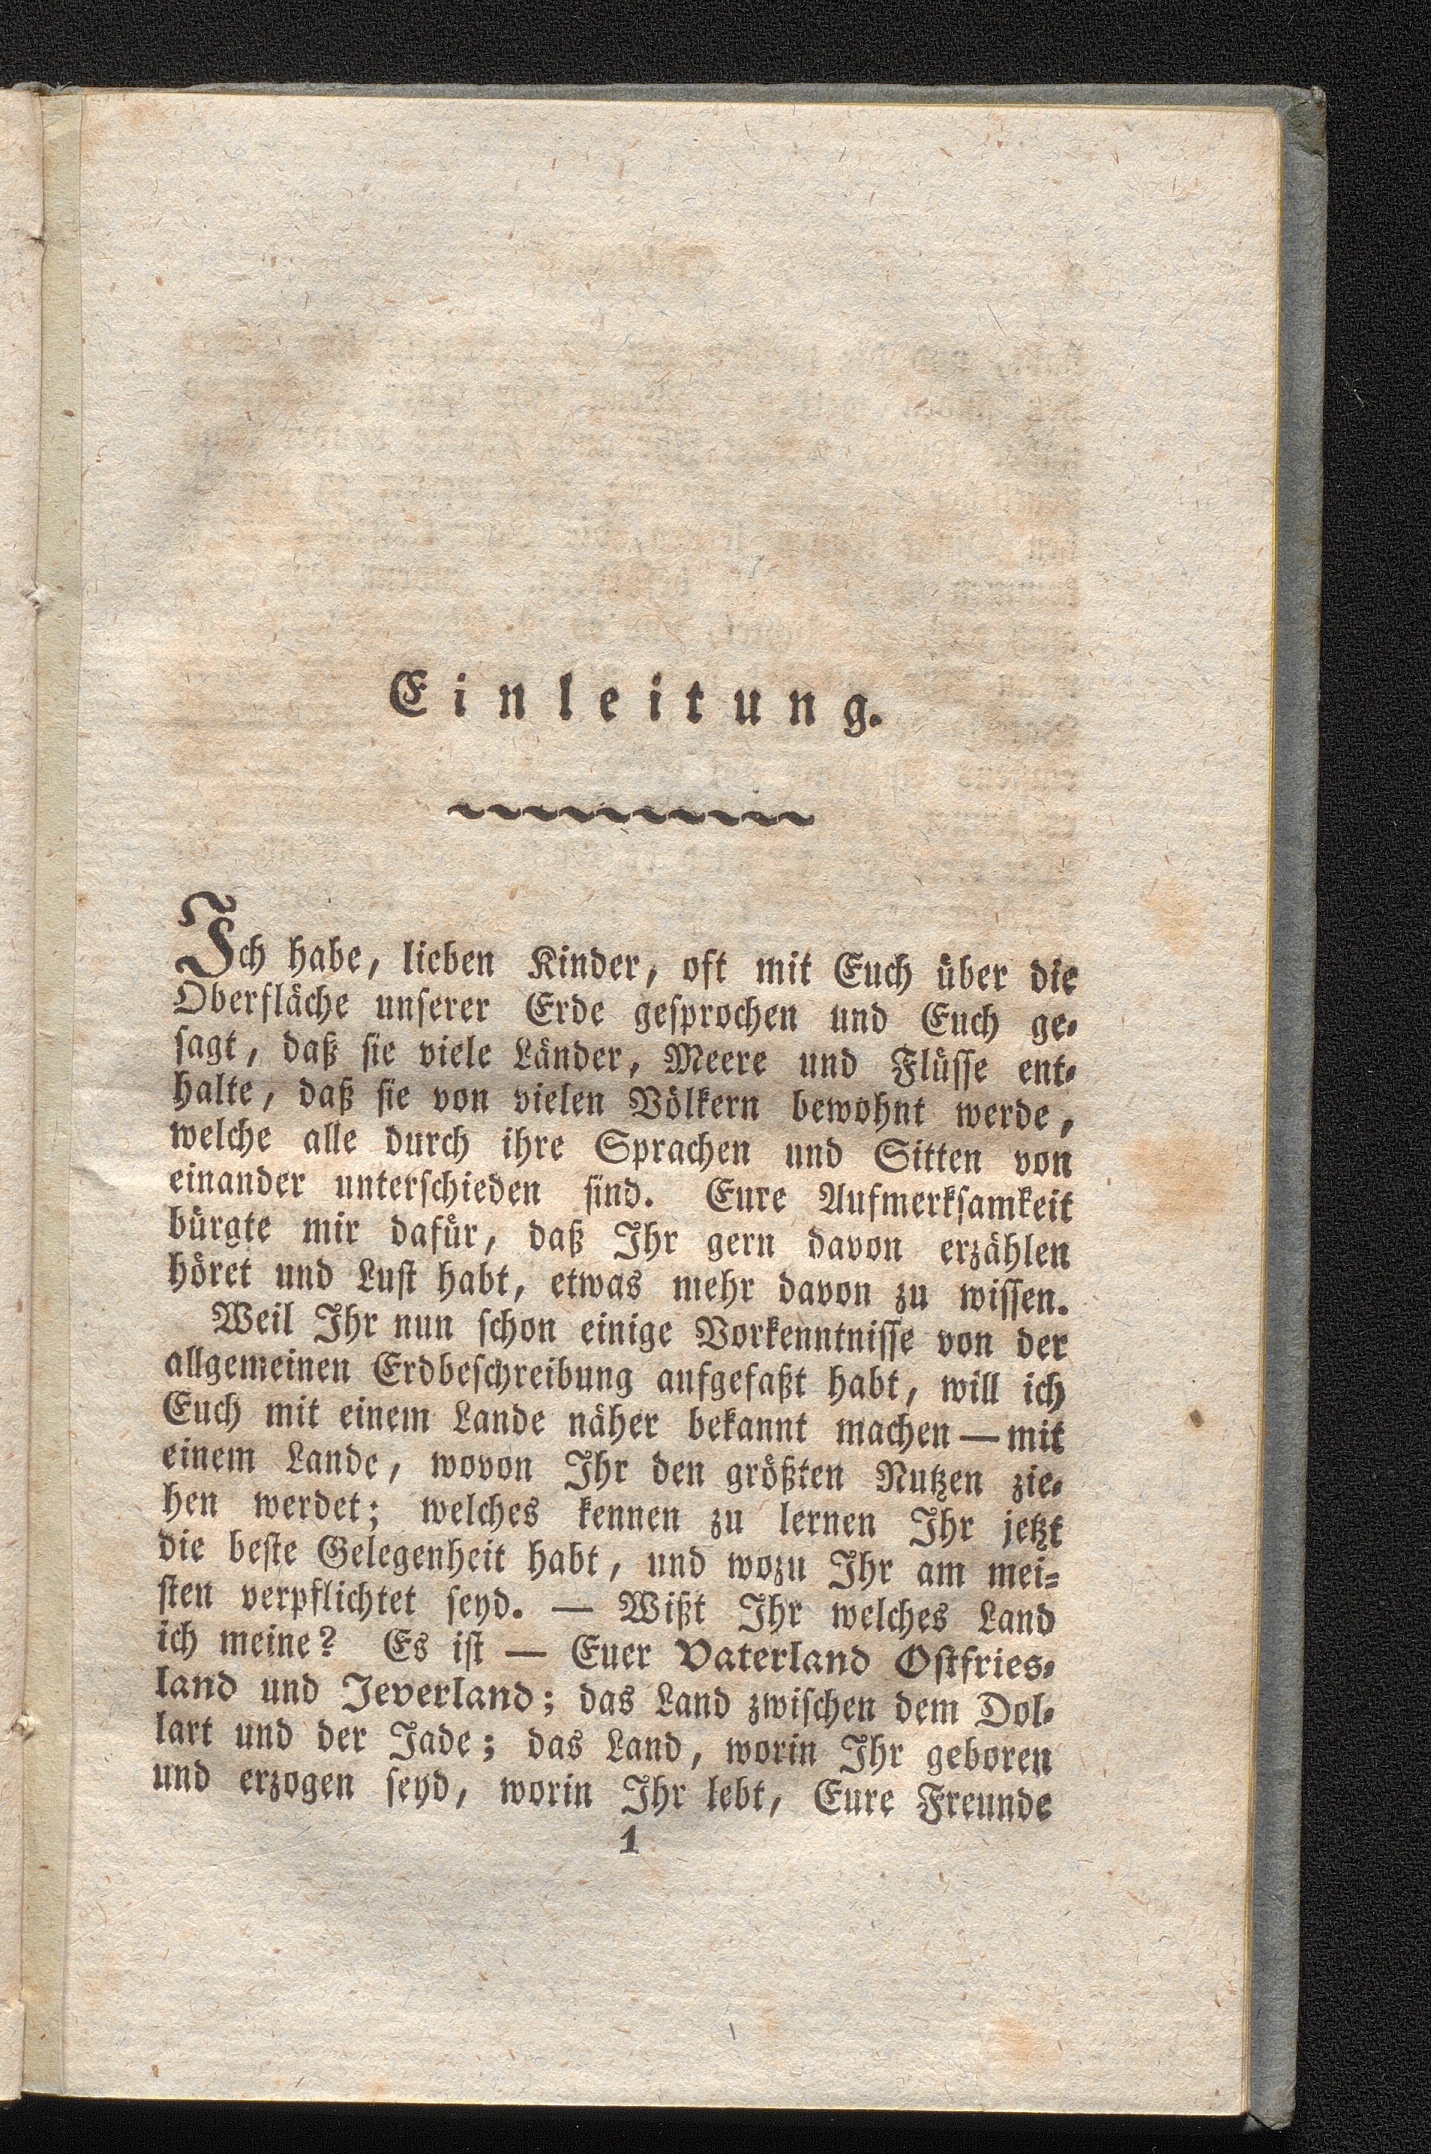 Einleitung.
Ich habe, lieben Kinder, oft mit Euch über die
Oberfläche unserer Erde gesprochen und Euch ge-
sagt, daß sie viele Länder, Meere und Flüsse ent-
halte, daß sie von vielen Völkern bewohnt werde,
welche alle durch ihre Sprachen und Sitten von
einander unterschieden sind. Eure Aufmerksamkeit
bürgte mir dafür, daß Ihr gern davon erzählen
höret und Lust habt, etwas mehr davon zu wissen.
Weil Ihr nun schon einige Vorkenntnisse von der
allgemeinen Erdbeschreibung aufgefaßt habt, will ich
Euch mit einem Lande näher bekannt machen — mit
einem Lande, wovon Ihr den größten Nutzen zie-
hen werdet; welches kennen zu lernen Ihr jetzt
die beste Gelegenheit habt, und wozu Ihr am mei-
sten verpflichtet seyd. — Wißt Ihr welches Land
ich meine? Es ist — Euer Vaterland Ostfries-
land und Jeverland; das Land zwischen dem Dol-
lart und der Jade; das Land, worin Ihr geboren
und erzogen seyd, worin Ihr lebt, Eure Freunde
1